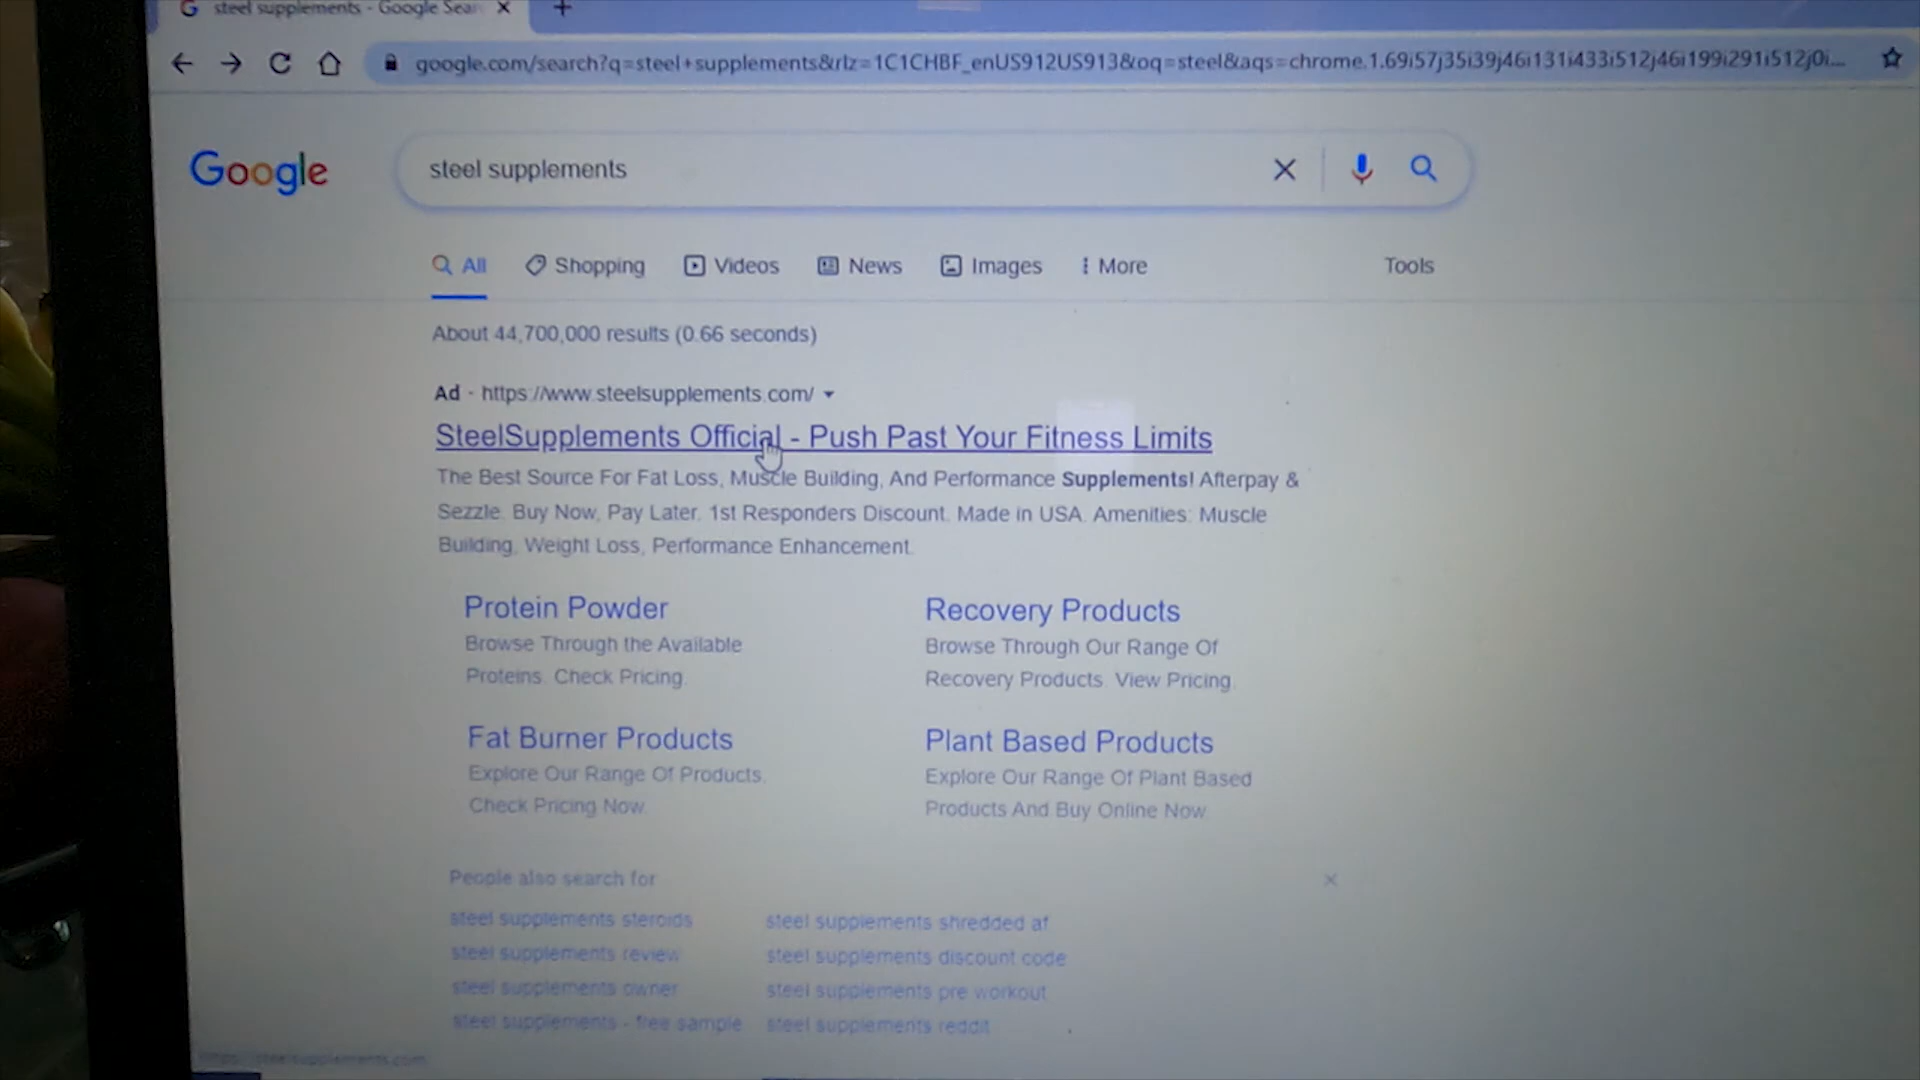 steel supplements - Google Sear
google.com/search?q=steel+supplements&rlz=1C1CHBF_enUS912US913&oq=steel&aqs=chrome.1.69i57j35i39j46i131i433i512j46i199i291i512j0i...
Google
steel supplements
All Shopping Videos News Images More Tools
About 44,700,000 results (0.66 seconds)
Ad - https://www.steelsupplements.com/
SteelSupplements Official - Push Past Your Fitness Limits
The Best Source For Fat Loss, Muscle Building, And Performance Supplements! Afterpay &
Sezzle. Buy Now, Pay Later. 1st Responders Discount. Made in USA. Amenities: Muscle
Building, Weight Loss, Performance Enhancement.
Protein Powder
Browse Through the Available
Proteins. Check Pricing.
Recovery Products
Browse Through Our Range Of
Recovery Products. View Pricing.
Fat Burner Products
Explore Our Range Of Products.
Check Pricing Now.
Plant Based Products
Explore Our Range Of Plant Based
Products And Buy Online Now.
People also search for
steel supplements steroids
steel supplements shredded af
steel supplements review
steel supplements discount code
steel supplements owner
steel supplements pre workout
steel supplements - free sample
steel supplements reddit
https://steelsupplements.com